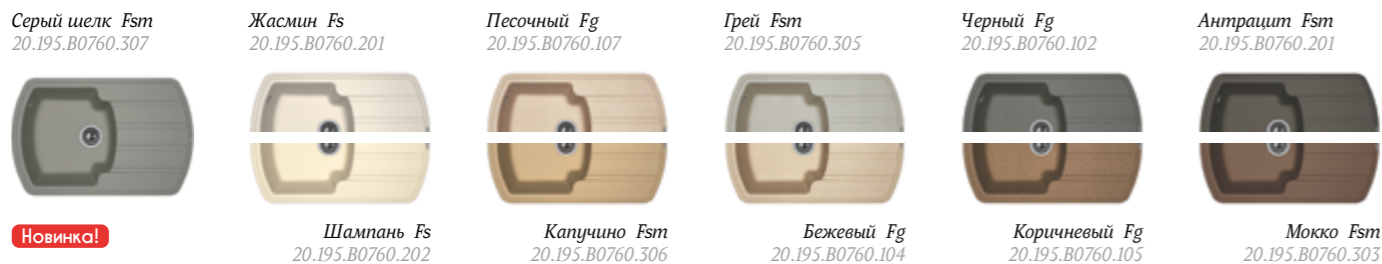 Серый шелк Fsm
20.195.B0760.307
Жасмин Fs
20.195.B0760.201
Песочный Fg
20.195.B0760.107
Грей Fsm
20.195.B0760.305
Черный Fg
20.195.B0760.102
Антрацит Fsm
20.195.B0760.201
Новинка!
Шампань Fs
20.195.B0760.202
Капучино Fsm
20.195.B0760.306
Бежевый Fg
20.195.B0760.104
Коричневый Fg
20.195.B0760.105
Мокко Fsm
20.195.B0760.303